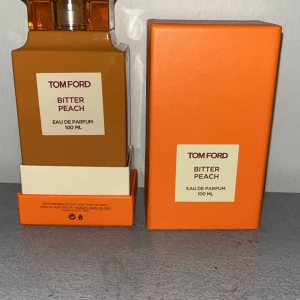 TOM FORD
BITTER
PEACH
EAU DE PARFUM
100 ML
TOM FORD
BITTER
PEACH
EAU DE PARFUM
100 ML